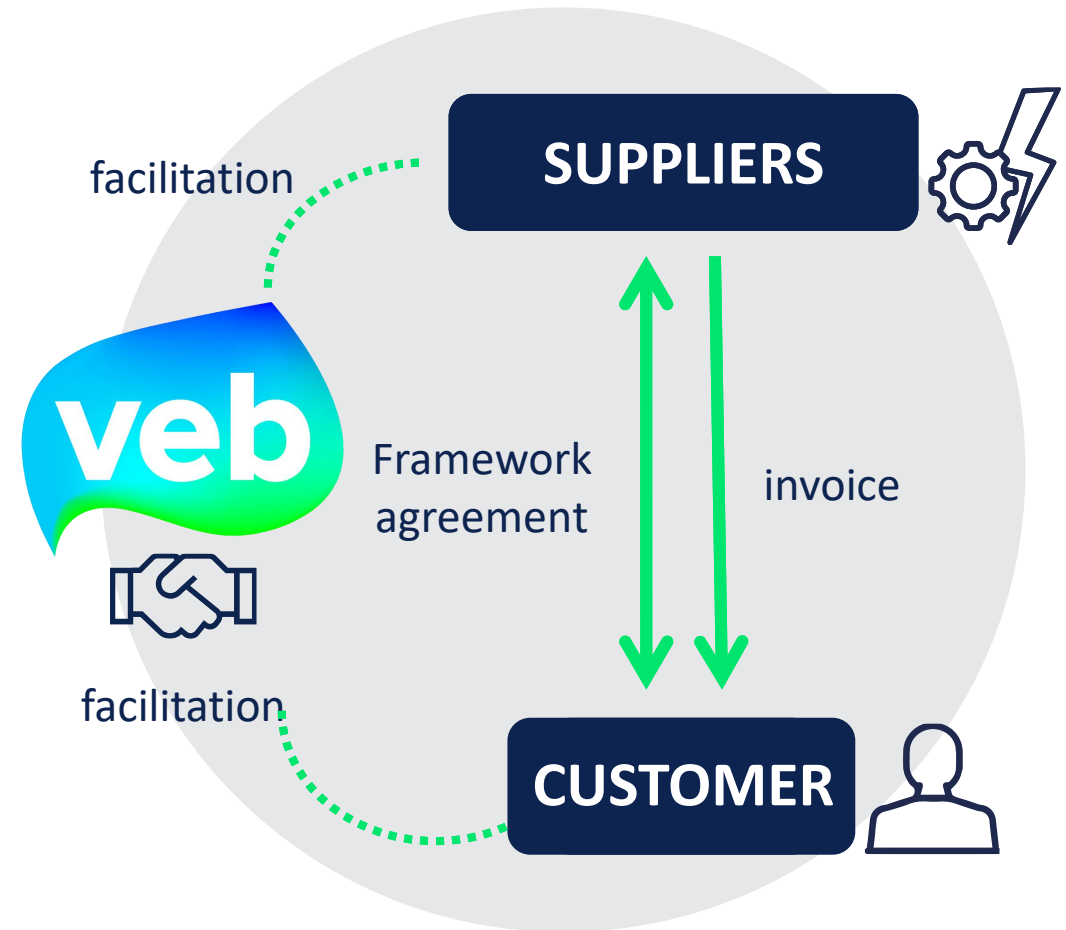 SUPPLIERS
facilitation
veb
Framework
agreement
invoice
facilitation
CUSTOMER